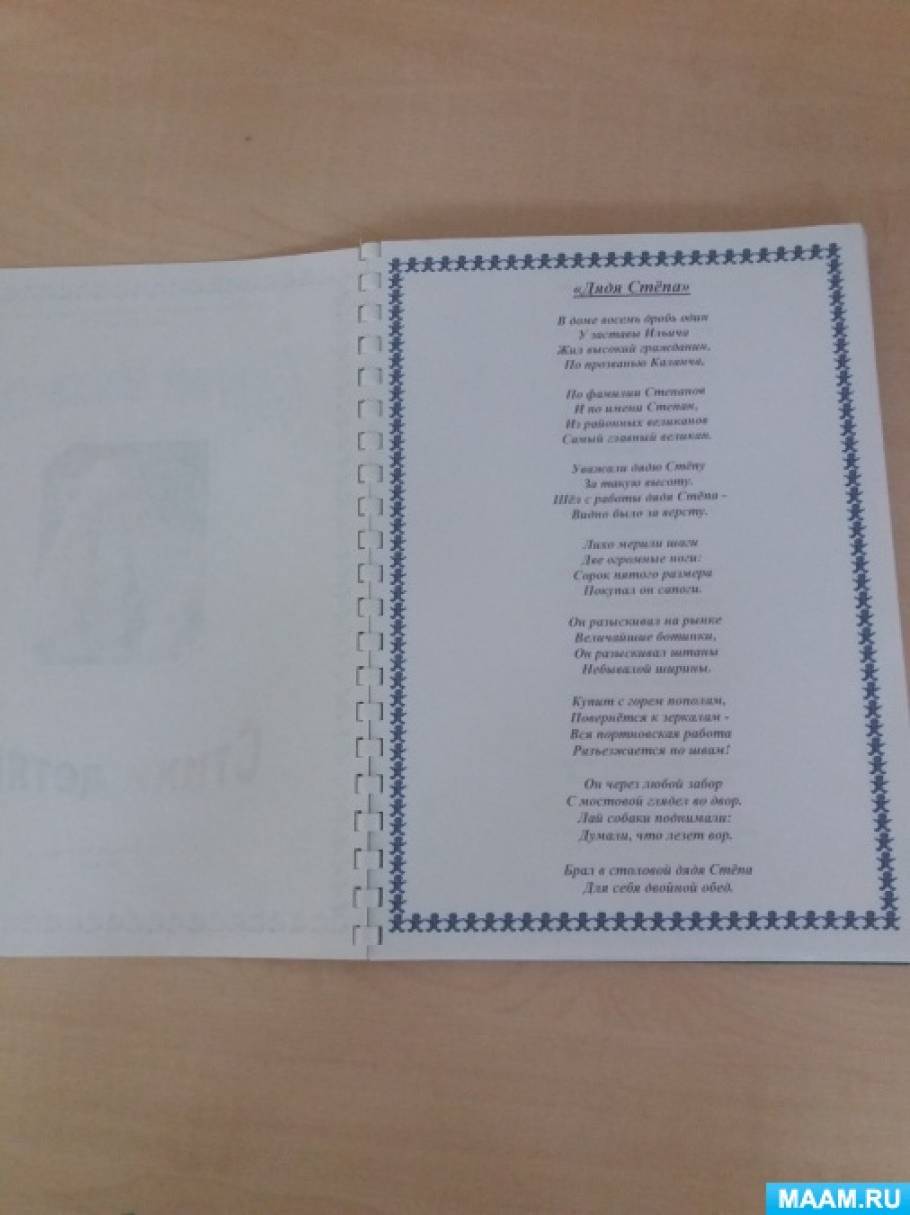 «Дядя Стёпа»
В доме восемь дробь один
У заставы Ильича
Жил высокий гражданин,
По прозванью Каланча,
По фамилии Степанов
И по имени Степан,
Из районных великанов
Самый главный великан.
Уважали дядю Стёпу
За такую высоту.
Шёл с работы дядя Стёпа -
Видно было за версту.
Лихо мерили шаги
Две огромные ноги:
Сорок пятого размера
Покупал он сапоги.
Он разыскивал на рынке
Величайшие ботинки,
Он разыскивал штаны
Небывалой ширины.
Купит с горем пополам,
Повернётся к зеркалам -
Вся портновская работа
Разъезжается по швам!
Он через любой забор
С мостовой глядел во двор.
Лай собаки поднимали:
Думали, что лезет вор.
Брал в столовой дядя Стёпа
Для себя двойной обед.
MAAM.RU